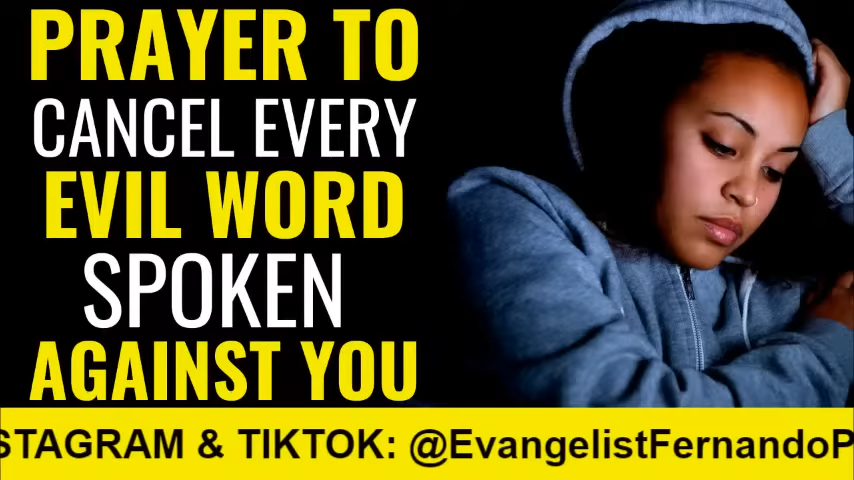 PRAYER TO
CANCEL EVERY
EVIL WORD
SPOKEN
AGAINST YOU
STAGRAM & TIKTOK: @EvangelistFernandoP